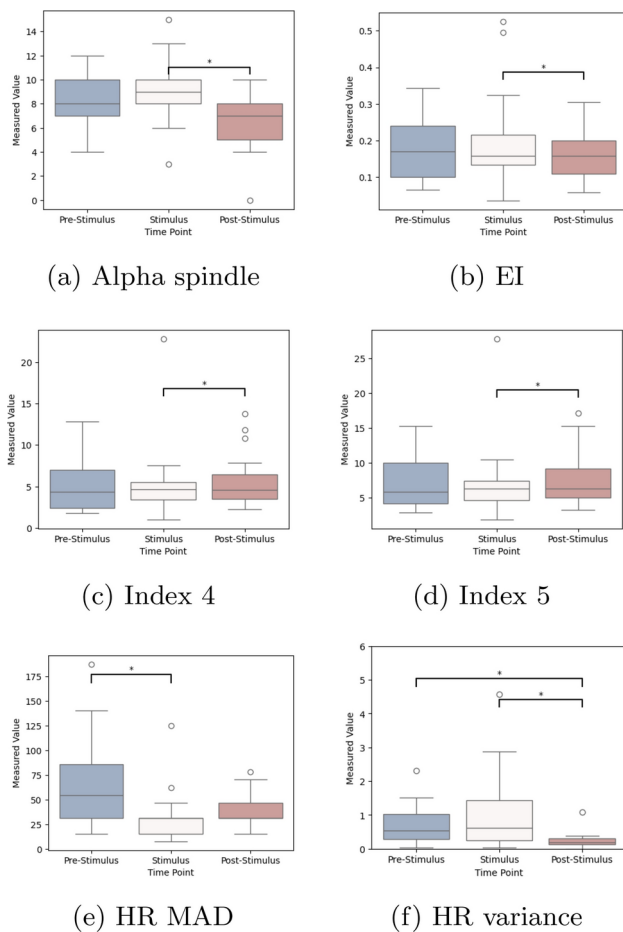 14
12
10
8
6
4
2
0
Measured Value
*
Pre-Stimulus Stimulus Post-Stimulus
Time Point
(a) Alpha spindle
0.5
0.4
0.3
0.2
0.1
Measured Value
*
Pre-Stimulus Stimulus Post-Stimulus
Time Point
(b) EI
20
15
10
5
0
Measured Value
*
Pre-Stimulus Stimulus Post-Stimulus
Time Point
(c) Index 4
25
20
15
10
5
Measured Value
*
Pre-Stimulus Stimulus Post-Stimulus
Time Point
(d) Index 5
175
150
125
100
75
50
25
0
Measured Value
*
Pre-Stimulus Stimulus Post-Stimulus
Time Point
(e) HR MAD
6
5
4
3
2
1
0
Measured Value
*
*
Pre-Stimulus Stimulus Post-Stimulus
Time Point
(f) HR variance